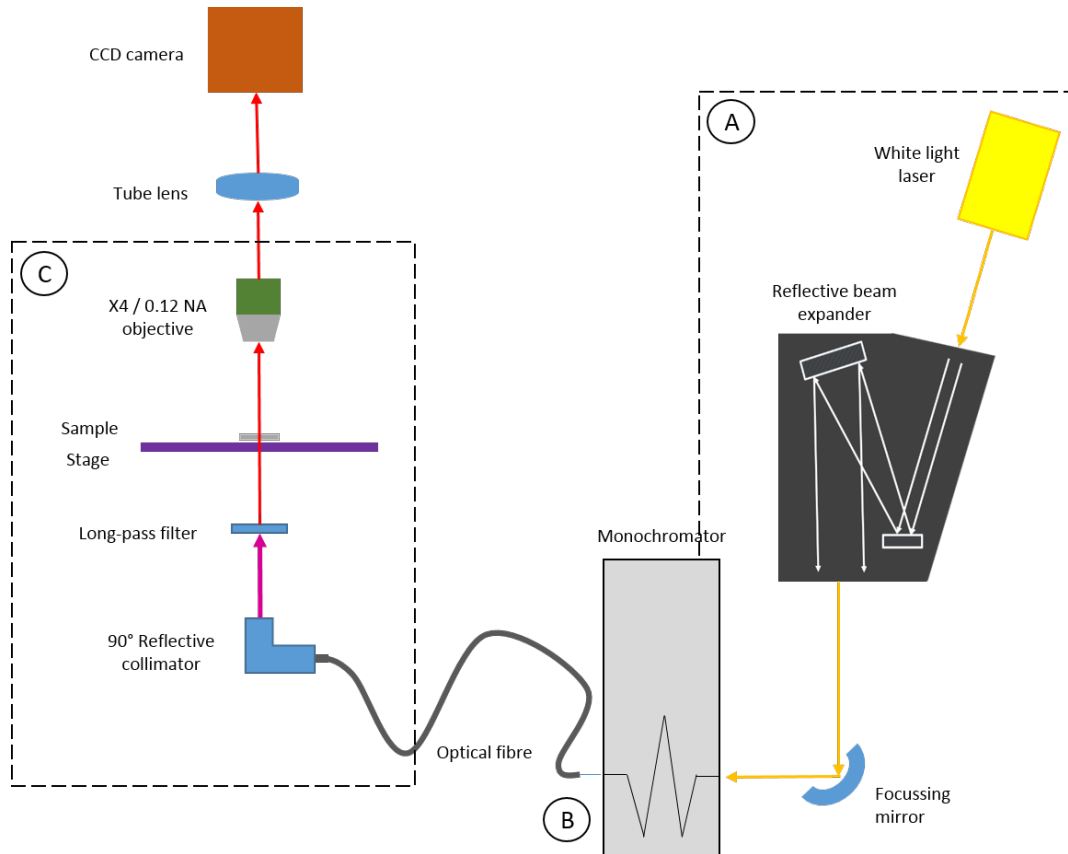 CCD camera
A
White light
laser
Tube lens
C
X4 / 0.12 NA
objective
Reflective beam
expander
Sample
Stage
Long-pass filter
Monochromator
90° Reflective
collimator
Optical fibre
B
Focussing
mirror